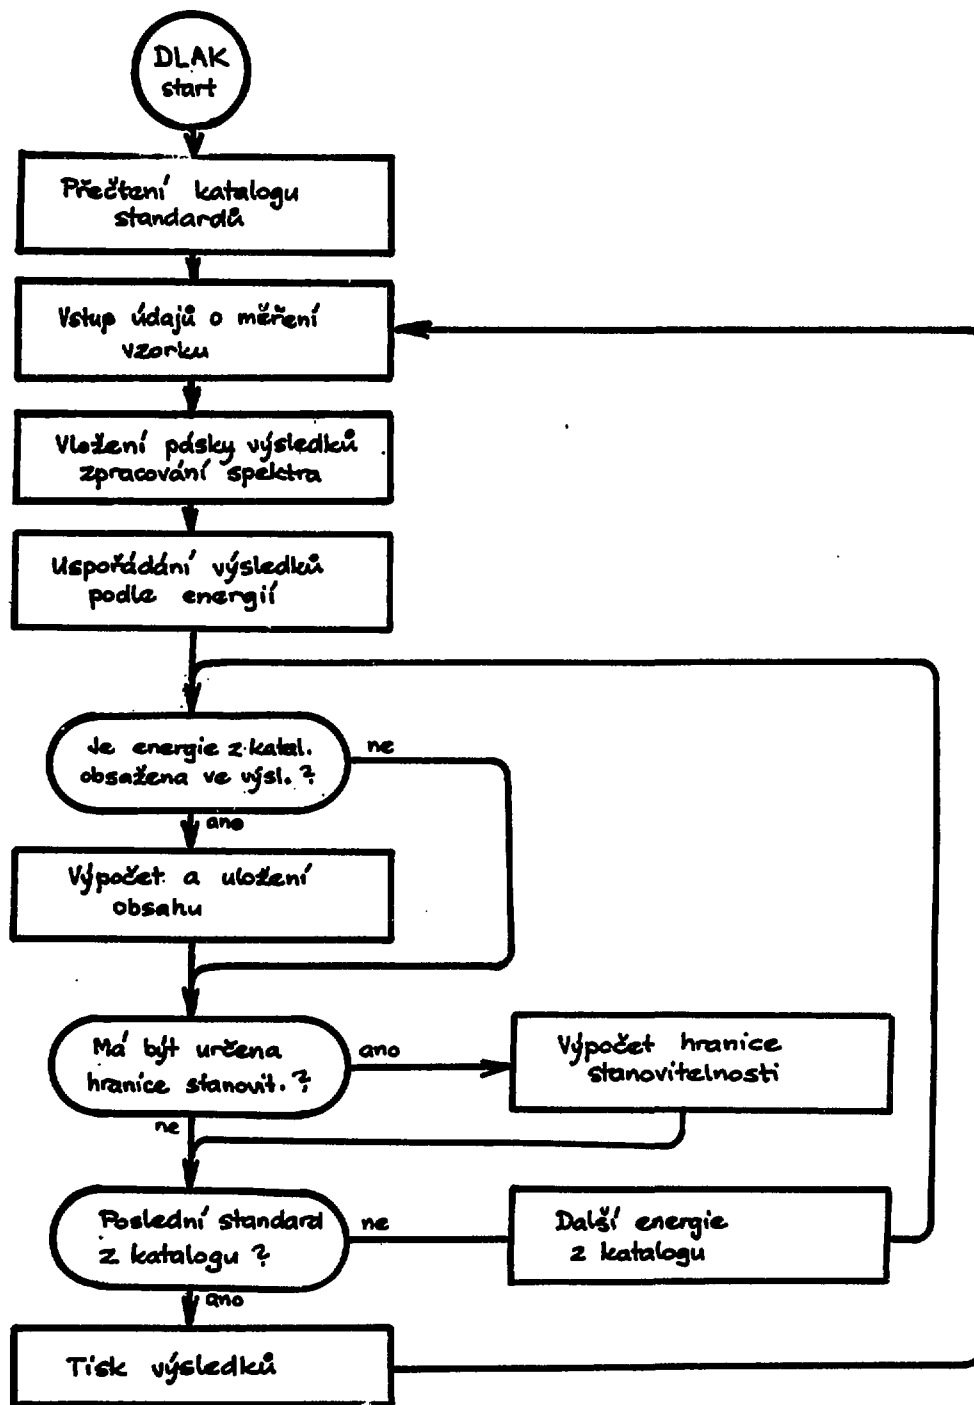 DLAK
start
Přečtení katalogu
standardů
Vstup údajů o měření
vzorku
Vložení pásky výsledků
zpracování spektra
Uspořádání výsledků
podle energií
Je energie z katal.
obsažena ve výsl. ?
ne
ano
Výpočet a uložení
obsahu
Má být určena
hranice stanovit. ?
ano
ne
Výpočet hranice
stanovitelnosti
Poslední standard
z katalogu ?
ne
ano
Další energie
z katalogu
Tisk výsledků